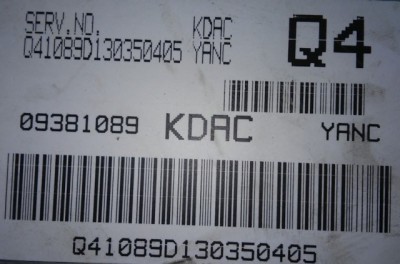 SERV.NO. KDAC Q4
Q41089D130350405 YANC
09381089 KDAC YANC
Q41089D130350405